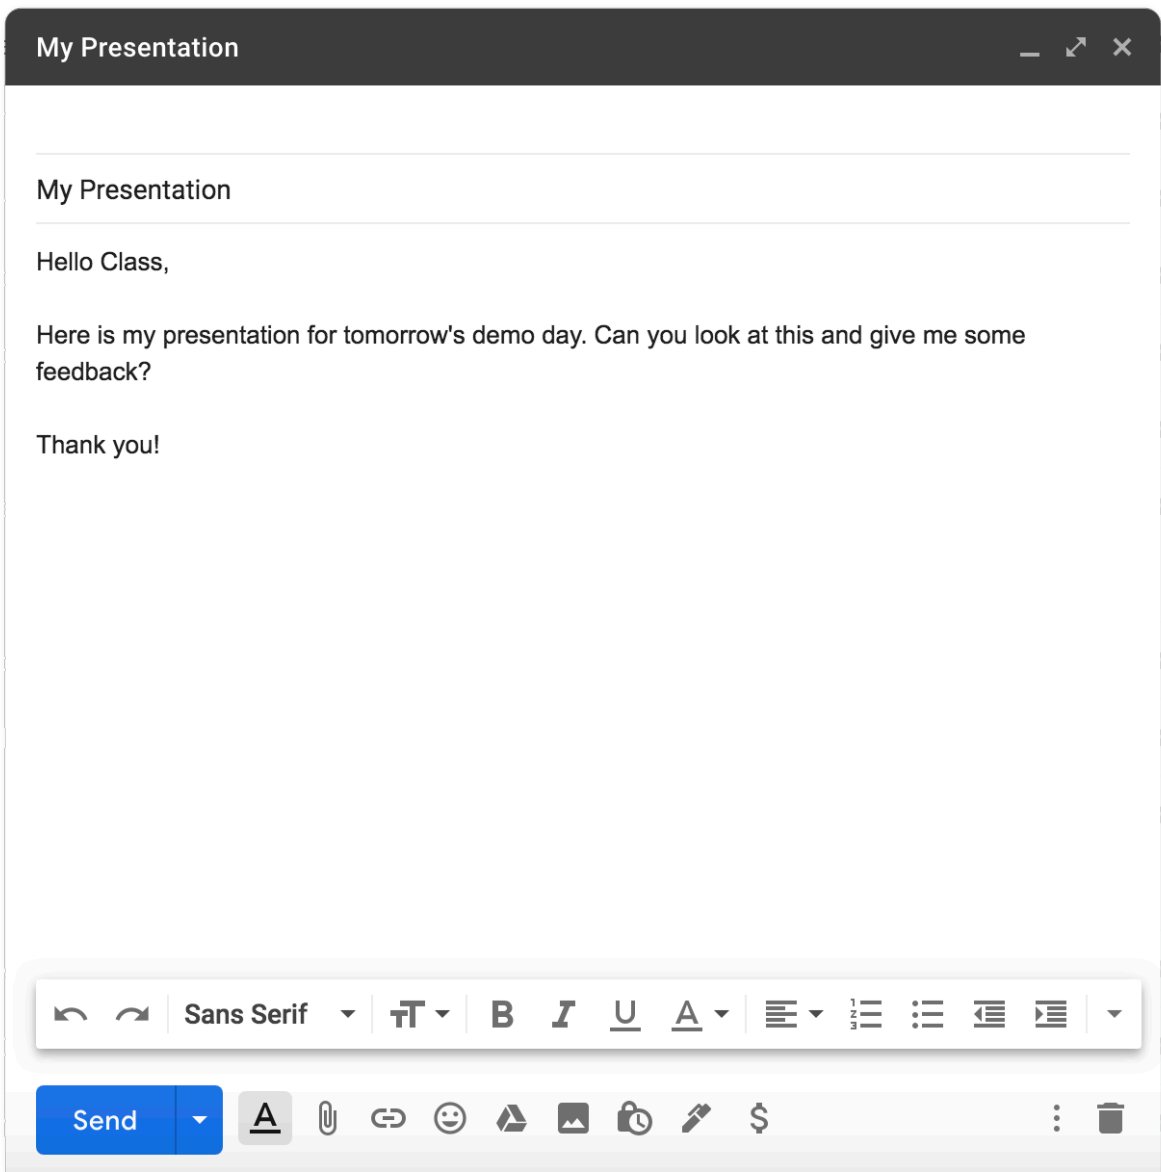 My Presentation
My Presentation
Hello Class,
Here is my presentation for tomorrow's demo day. Can you look at this and give me some
feedback?
Thank you!
Sans Serif
Send